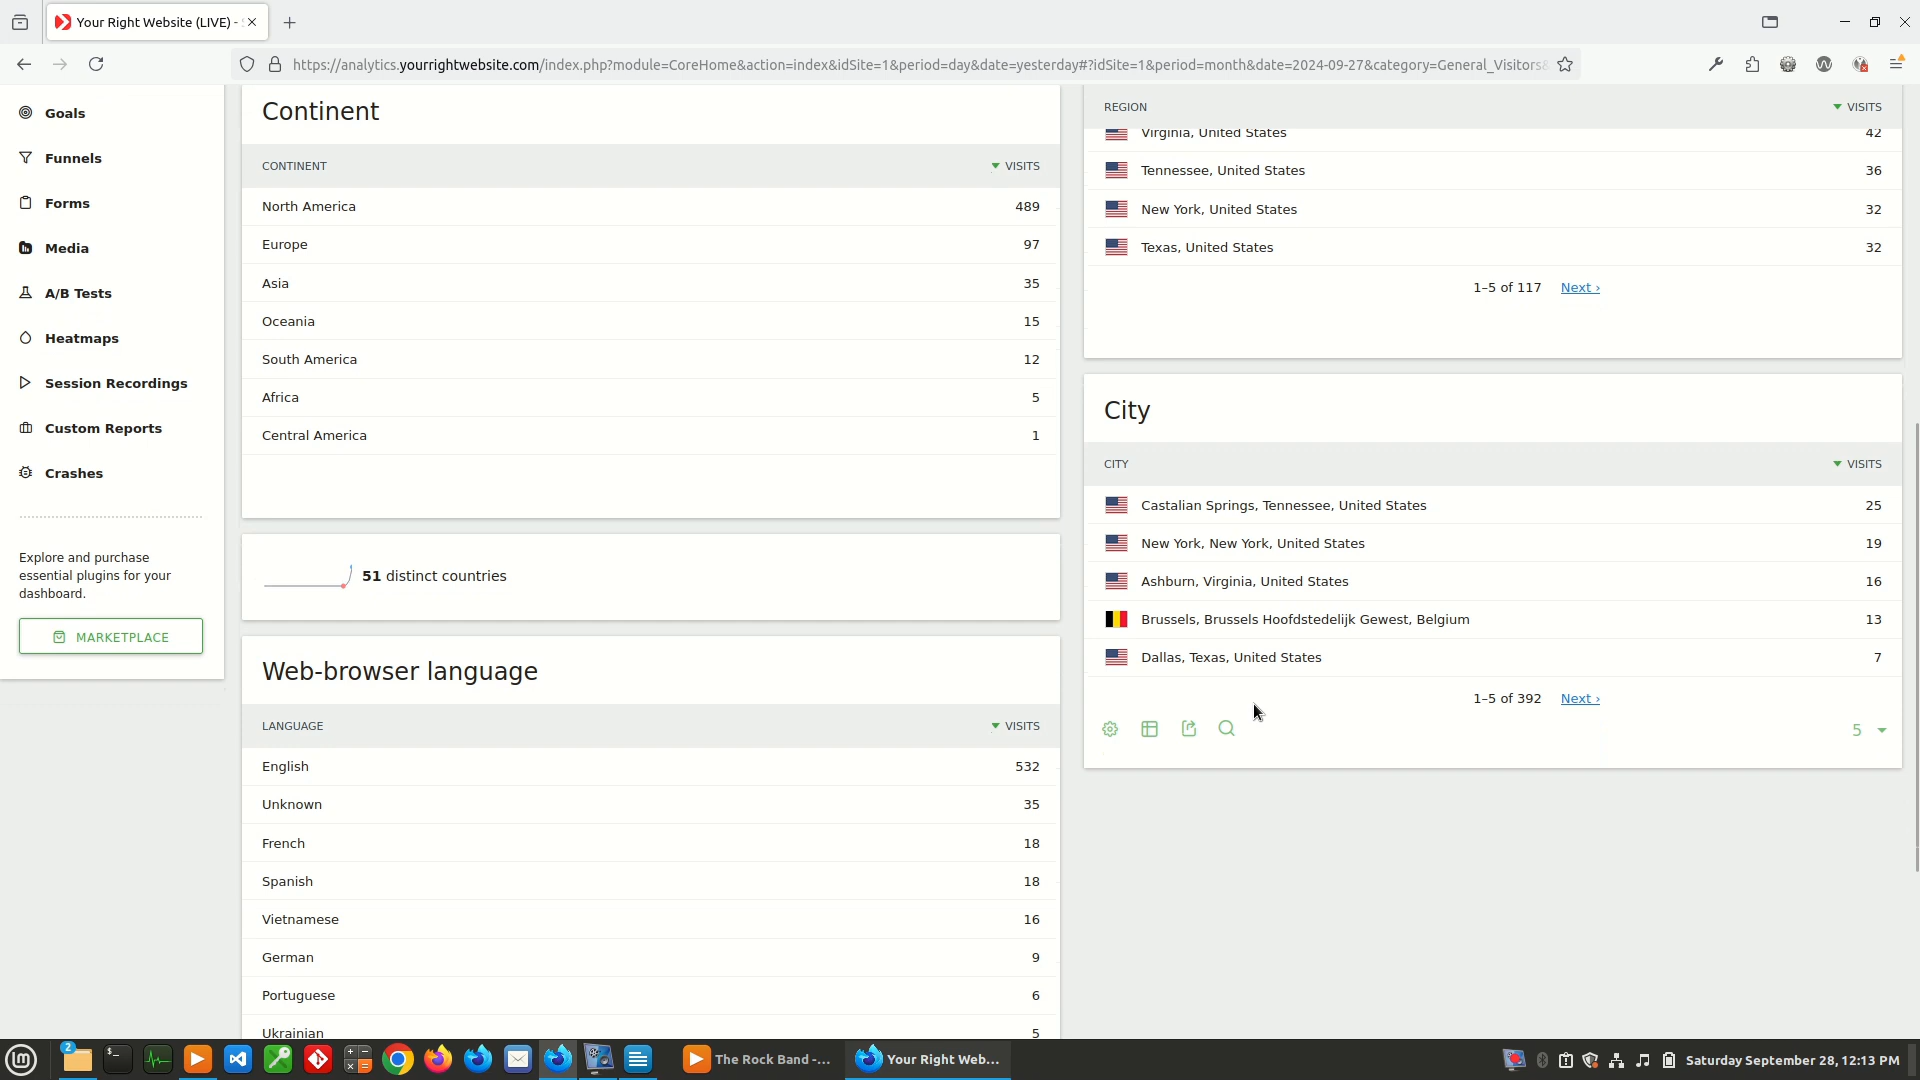 Your Right Website (LIVE) -
https://analytics.yourrightwebsite.com/index.php?module=CoreHome&action=index&idSite=1&period=day&date=yesterday#?idSite=1&period=month&date=2024-09-27&category=General_Visitors&
Goals
Funnels
Forms
Media
A/B Tests
Heatmaps
Session Recordings
Custom Reports
Crashes
Explore and purchase
essential plugins for your
dashboard.
MARKETPLACE
Continent
CONTINENT VISITS
North America 489
Europe 97
Asia 35
Oceania 15
South America 12
Africa 5
Central America 1
51 distinct countries
Web-browser language
LANGUAGE VISITS
English 532
Unknown 35
French 18
Spanish 18
Vietnamese 16
German 9
Portuguese 6
Ukrainian 5
REGION VISITS
Virginia, United States 42
Tennessee, United States 36
New York, United States 32
Texas, United States 32
1–5 of 117 Next ›
City
CITY VISITS
Castalian Springs, Tennessee, United States 25
New York, New York, United States 19
Ashburn, Virginia, United States 16
Brussels, Brussels Hoofdstedelijk Gewest, Belgium 13
Dallas, Texas, United States 7
1–5 of 392 Next ›
5
2
The Rock Band -...
Your Right Web...
Saturday September 28, 12:13 PM